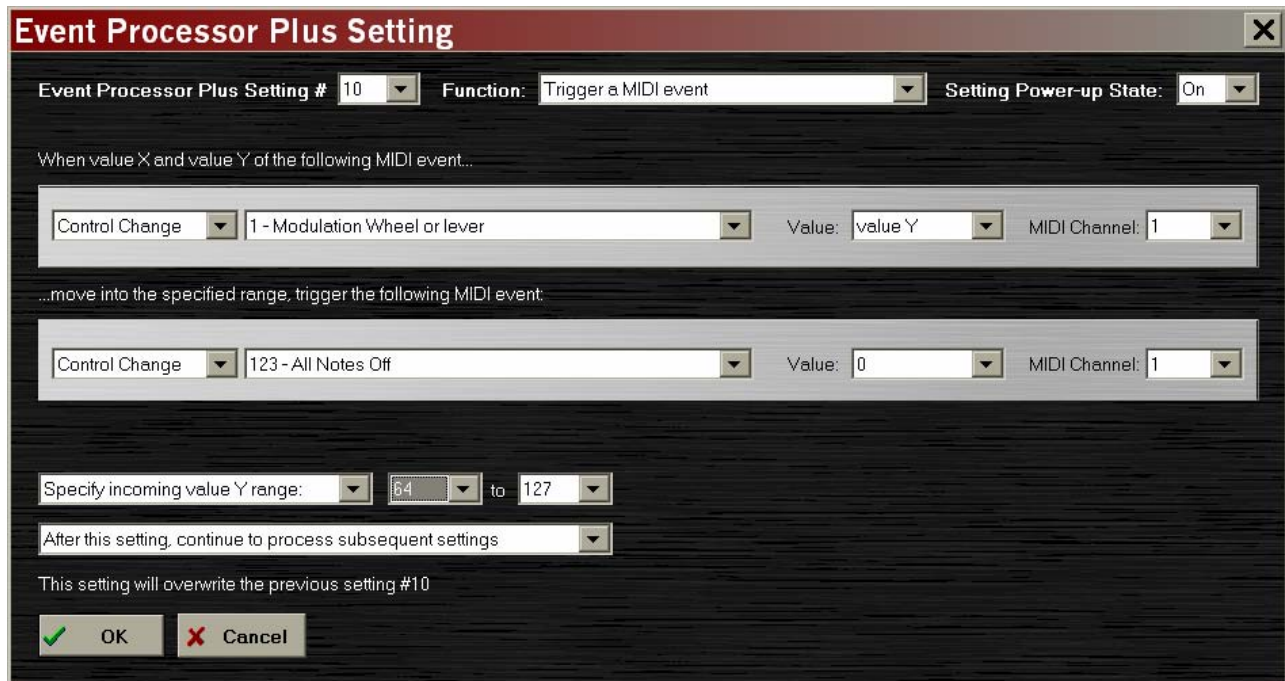 Event Processor Plus Setting
Event Processor Plus Setting # 10 Function: Trigger a MIDI event Setting Power-up State: On
When value X and value Y of the following MIDI event...
Control Change 1 - Modulation Wheel or lever Value: value Y MIDI Channel: 1
...move into the specified range, trigger the following MIDI event:
Control Change 123 - All Notes Off Value: 0 MIDI Channel: 1
Specify incoming value Y range: 64 to 127
After this setting, continue to process subsequent settings
This setting will overwrite the previous setting #10
OK Cancel